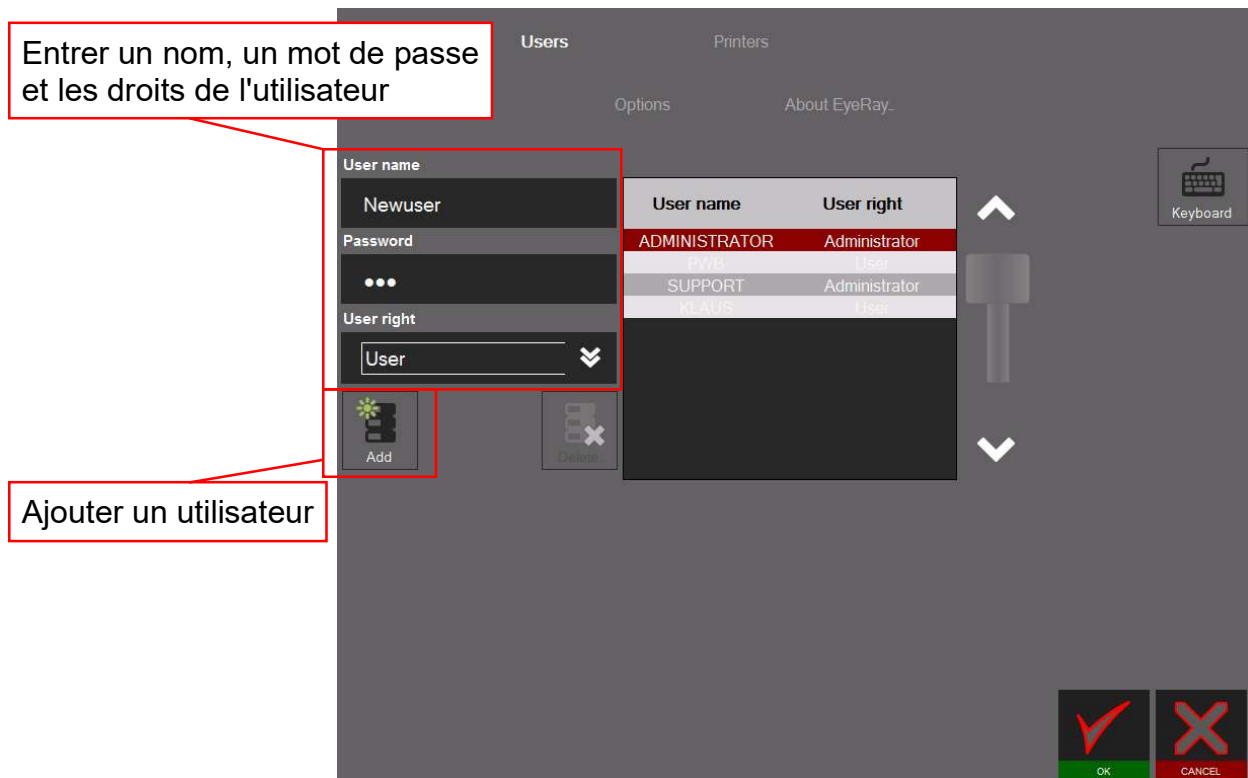 Entrer un nom, un mot de passe
et les droits de l'utilisateur
Users
Printers
Options
About EyeRay..
User name
Newuser
Password
•••
User right
User
Add
Delete
User name User right
ADMINISTRATOR Administrator
PWB User
SUPPORT Administrator
KLAUS User
Keyboard
Ajouter un utilisateur
OK
CANCEL